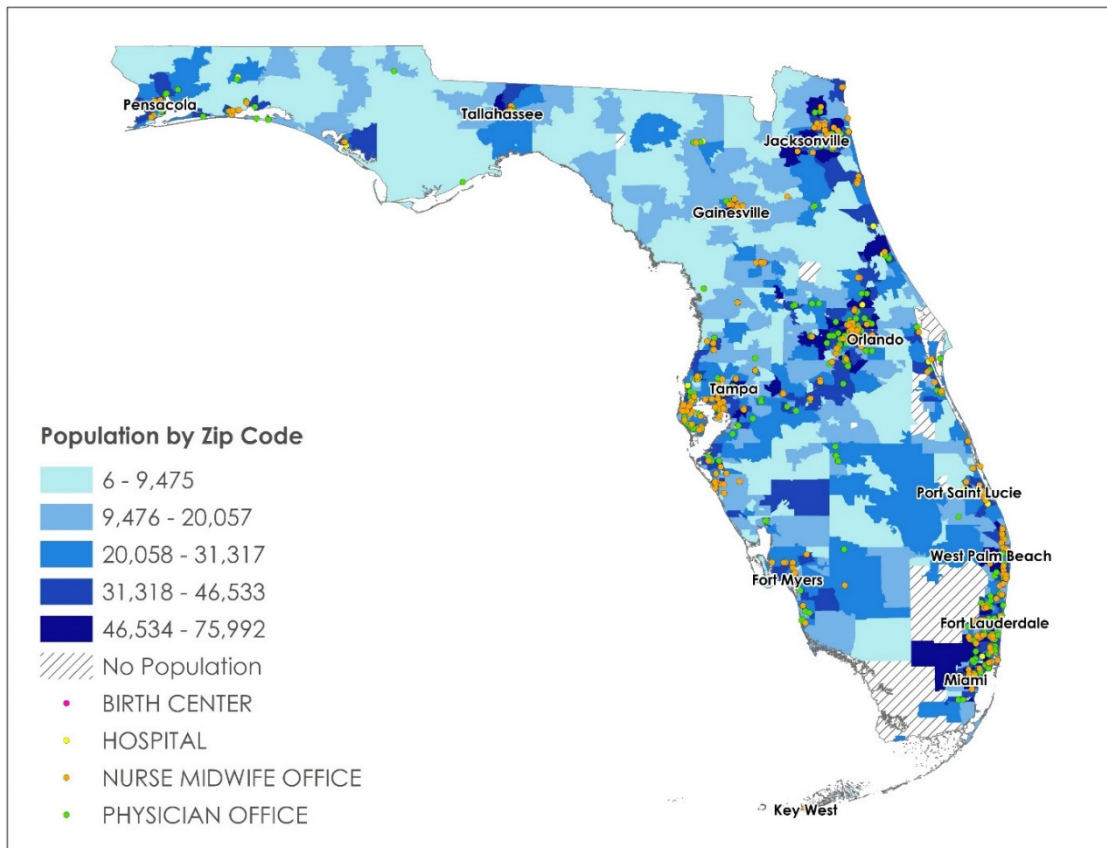 Pensacola
Tallahassee
Jacksonville
Gainesville
Orlando
Tampa
Population by Zip Code
6 - 9,475
9,476 - 20,057
20,058 - 31,317
31,318 - 46,533
46,534 - 75,992
No Population
BIRTH CENTER
HOSPITAL
NURSE MIDWIFE OFFICE
PHYSICIAN OFFICE
Port Saint Lucie
West Palm Beach
Fort Myers
Fort Lauderdale
Miami
Key West